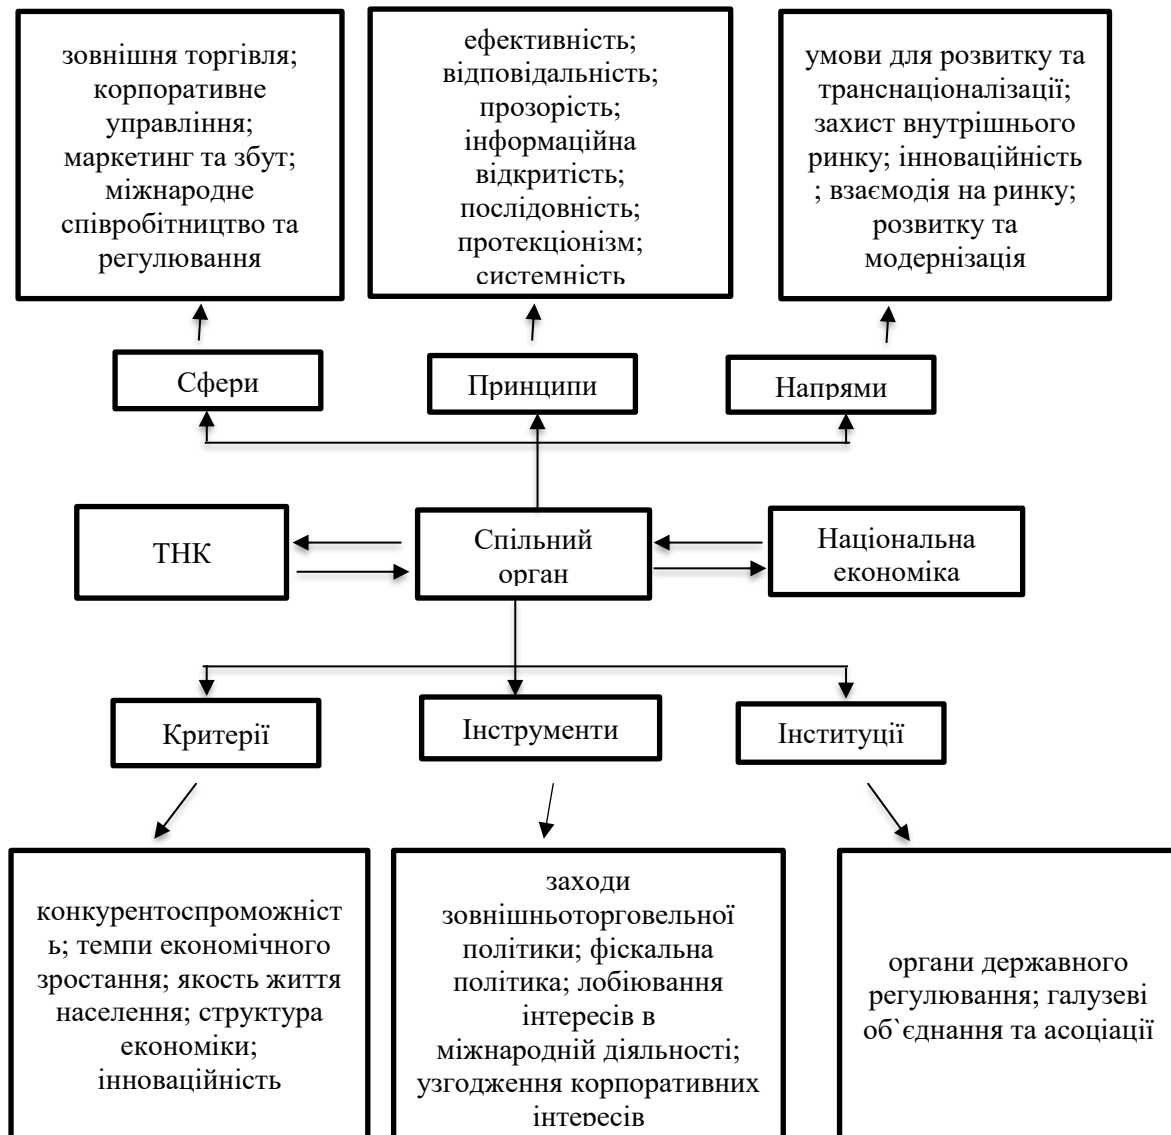 зовнішня торгівля;
корпоративне
управління;
маркетинг та збут;
міжнародне
співробітництво та
регулювання
ефективність;
відповідальність;
прозорість;
інформаційна
відкритість;
послідовність;
протекціонізм;
системність
умови для розвитку та
транснаціоналізації;
захист внутрішнього
ринку; інноваційність
; взаємодія на ринку;
розвитку та
модернізація
Сфери
Принципи
Напрями
ТНК
Спільний
орган
Національна
економіка
Критерії
Інструменти
Інституції
конкурентоспроможніст
ь; темпи економічного
зростання; якость життя
населення; структура
економіки;
інноваційність
заходи
зовнішньоторговельної
політики; фіскальна
політика; лобіювання
інтересів в
міжнародній діяльності;
узгодження корпоративних
інтересів
органи державного
регулювання; галузеві
об`єднання та асоціації